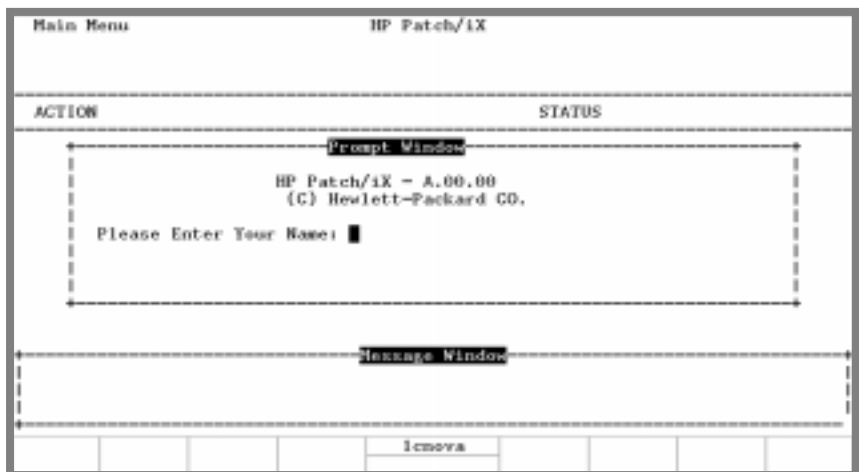 Main Menu HP Patch/iX
ACTION STATUS
Prompt Window
HP Patch/iX - A.00.00
(C) Hewlett-Packard CO.
Please Enter Your Name:
Message Window